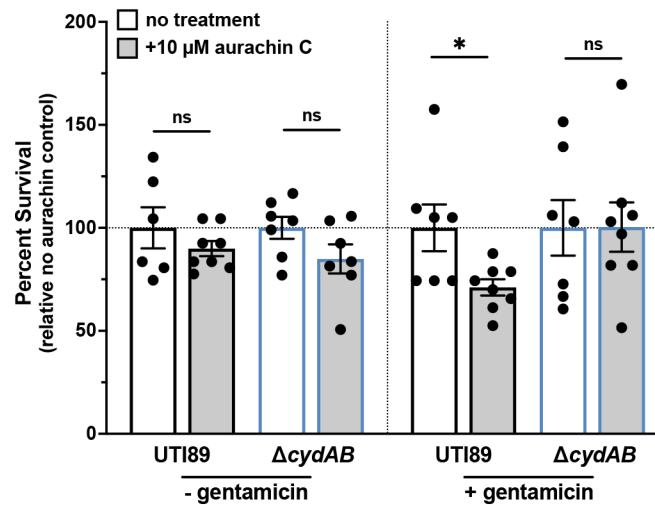 no treatment
+10 µM aurachin C
Percent Survival
(relative no aurachin control)
200
150
100
50
0
ns
ns
*
ns
UTI89
ΔcydAB
UTI89
ΔcydAB
- gentamicin
+ gentamicin